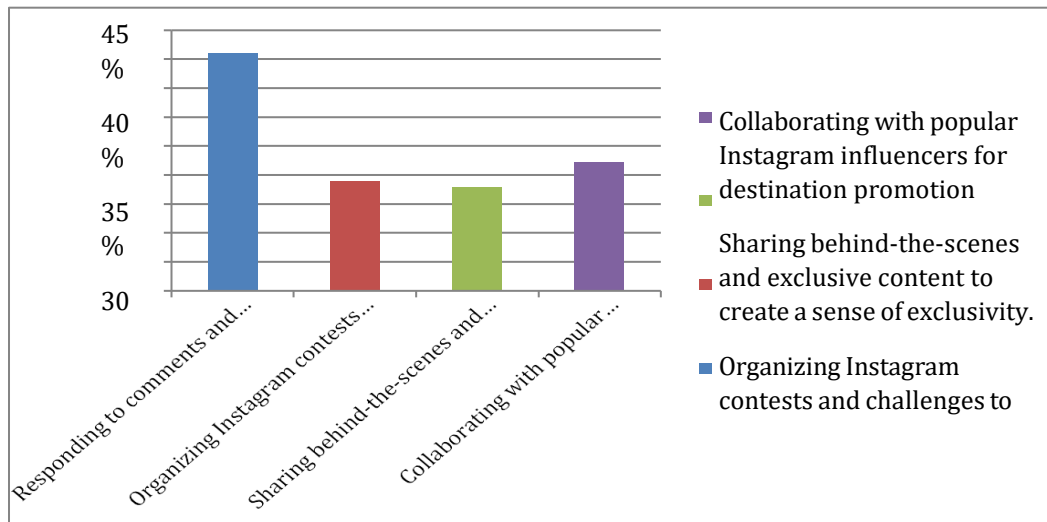 45
%
40
%
35
%
30
Responding to comments and...
Organizing Instagram contests...
Sharing behind-the-scenes and...
Collaborating with popular...
Collaborating with popular
Instagram influencers for
destination promotion
Sharing behind-the-scenes
and exclusive content to
create a sense of exclusivity.
Organizing Instagram
contests and challenges to